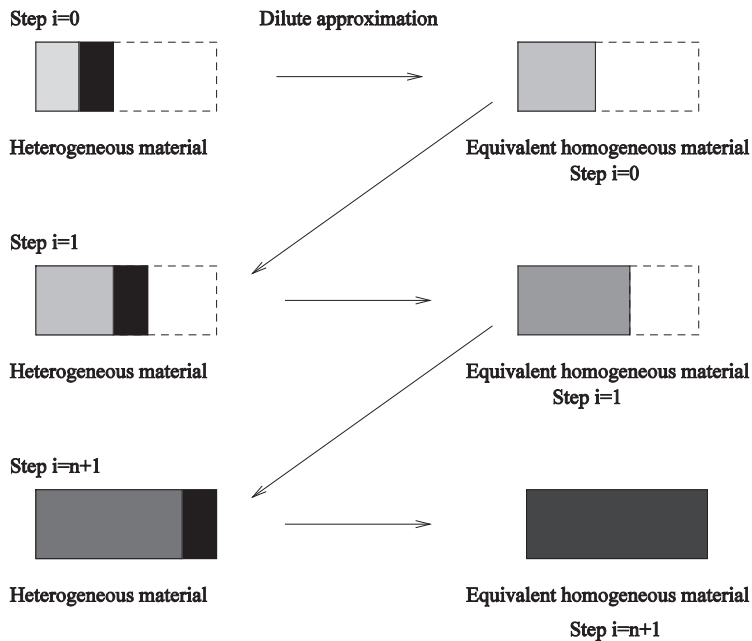 Step i=0
Dilute approximation
Heterogeneous material
Equivalent homogeneous material
Step i=0
Step i=1
Heterogeneous material
Equivalent homogeneous material
Step i=1
Step i=n+1
Heterogeneous material
Equivalent homogeneous material
Step i=n+1